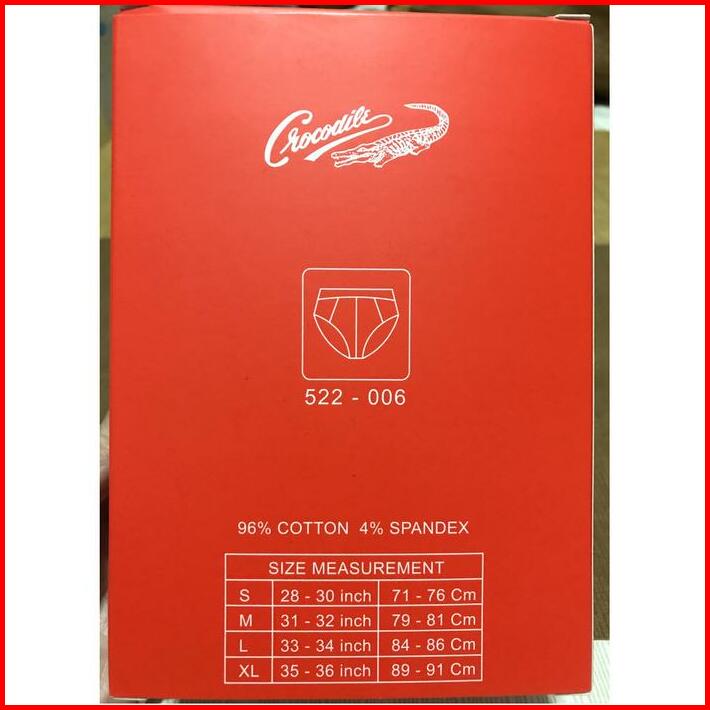 Crocodile
522 - 006
96% COTTON 4% SPANDEX
SIZE MEASUREMENT
S 28 - 30 inch 71 - 76 Cm
M 31 - 32 inch 79 - 81 Cm
L 33 - 34 inch 84 - 86 Cm
XL 35 - 36 inch 89 - 91 Cm